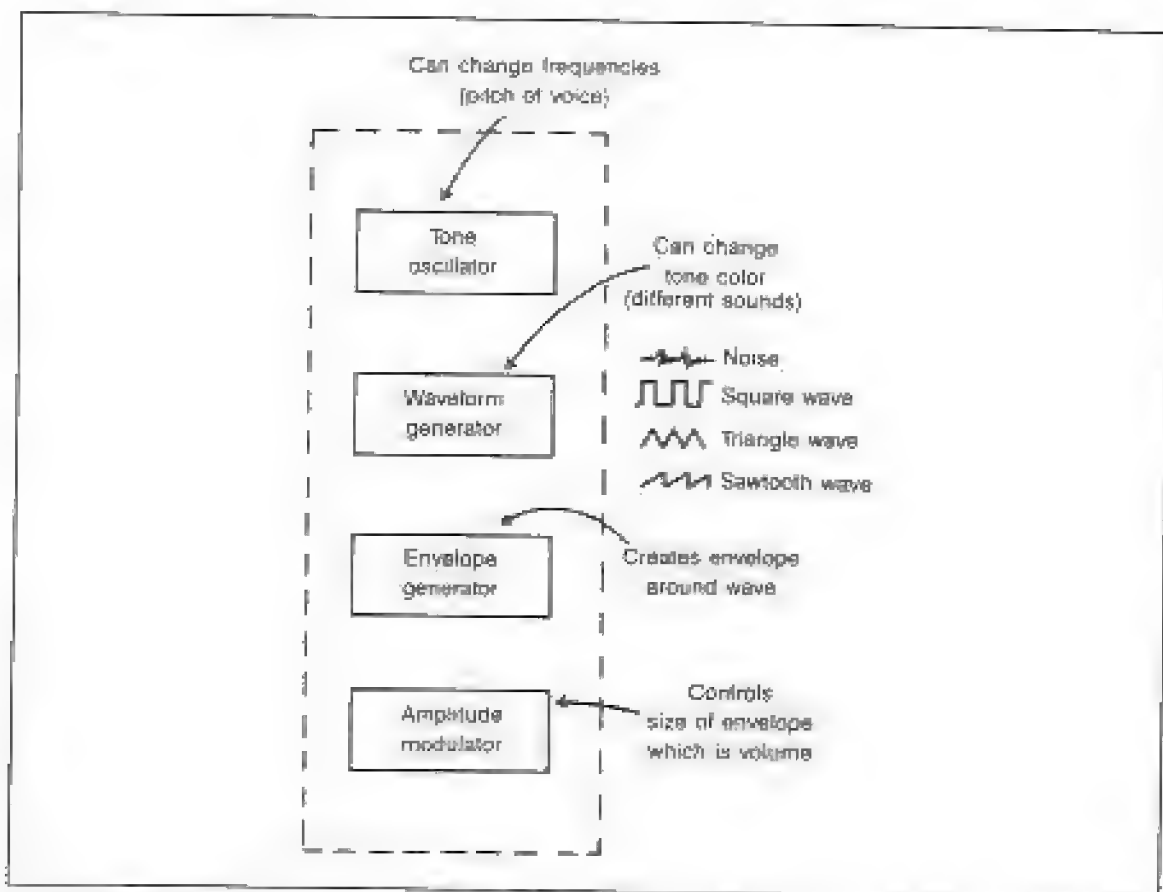 Can change frequencies
(pitch of voice)
Tone
oscillator
Can change
tone color
(different sounds)
Noise
Waveform
generator
Square wave
Triangle wave
Sawtooth wave
Envelope
generator
Creates envelope
around wave
Amplitude
modulator
Controls
size of envelope
which is volume